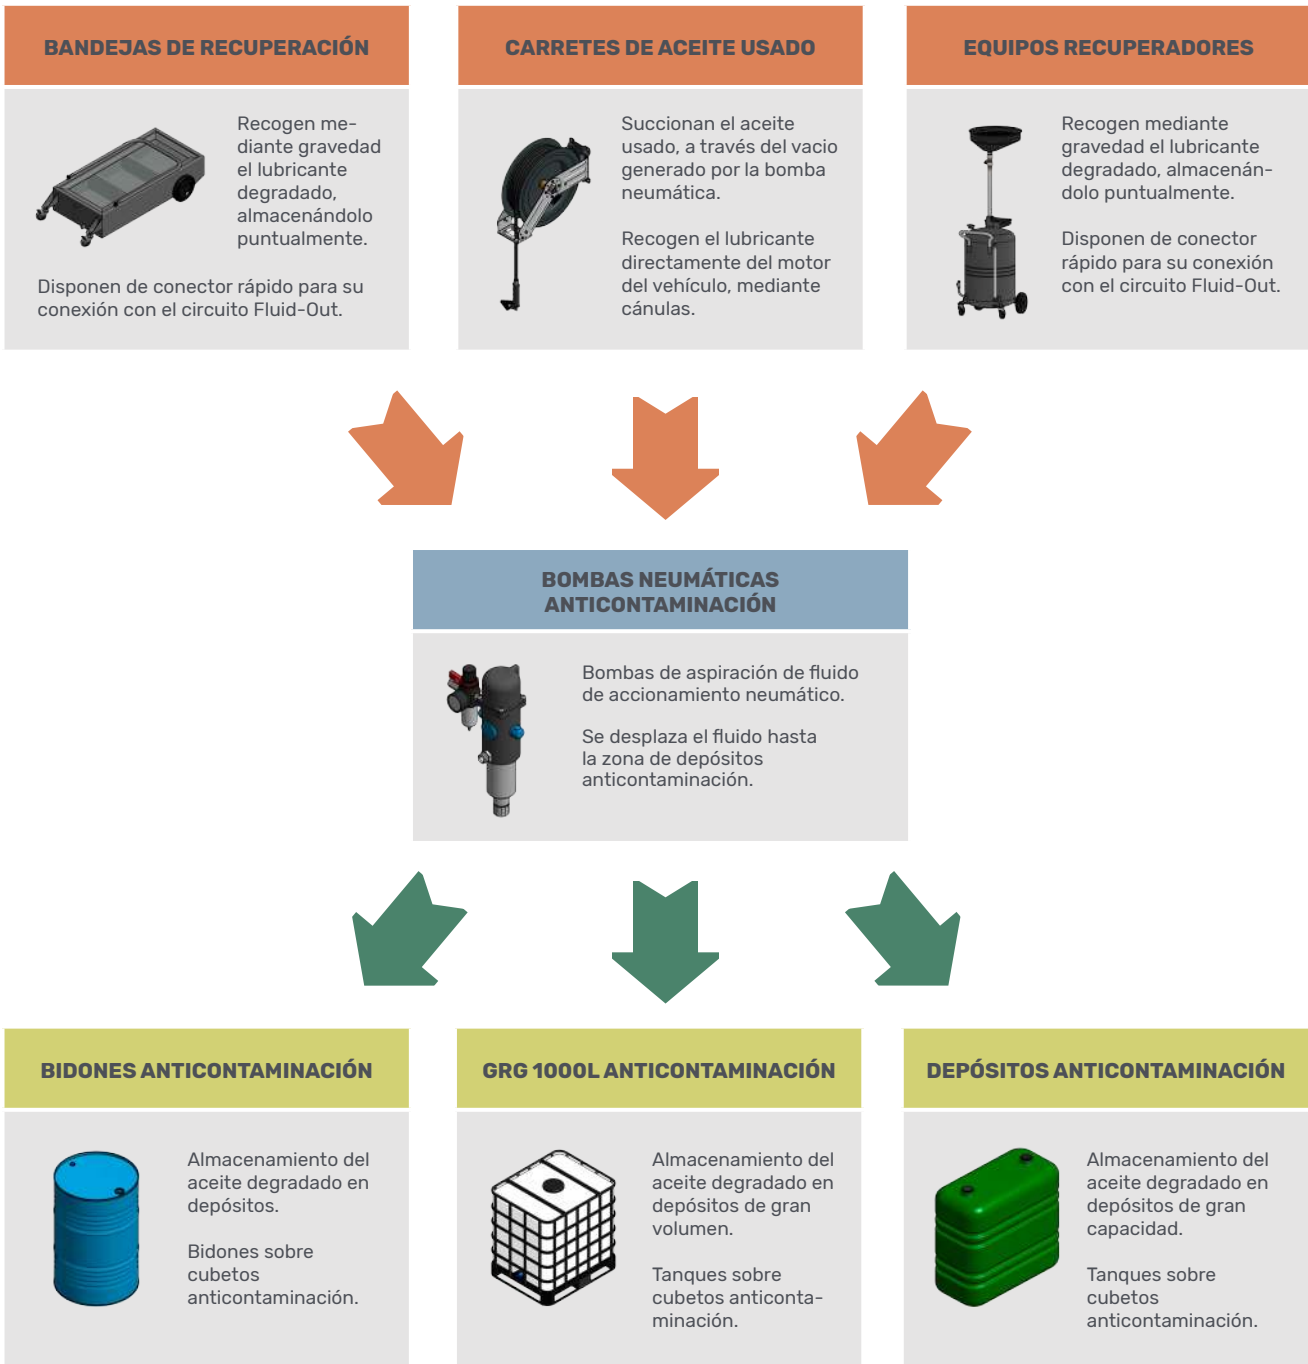 BANDEJAS DE RECUPERACIÓN
Recogen me-
diante gravedad
el lubricante
degradado,
almacenándolo
puntualmente.
Disponen de conector rápido para su
conexión con el circuito Fluid-Out.
CARRETES DE ACEITE USADO
Succionan el aceite
usado, a través del vacio
generado por la bomba
neumática.
Recogen el lubricante
directamente del motor
del vehículo, mediante
cánulas.
EQUIPOS RECUPERADORES
Recogen mediante
gravedad el lubricante
degradado, almacenán-
dolo puntualmente.
Disponen de conector
rápido para su conexión
con el circuito Fluid-Out.
BOMBAS NEUMÁTICAS
ANTICONTAMINACIÓN
Bombas de aspiración de fluido
de accionamiento neumático.
Se desplaza el fluido hasta
la zona de depósitos
anticontaminación.
BIDONES ANTICONTAMINACIÓN
Almacenamiento del
aceite degradado en
depósitos.
Bidones sobre
cubetos
anticontaminación.
GRG 1000L ANTICONTAMINACIÓN
Almacenamiento del
aceite degradado en
depósitos de gran
volumen.
Tanques sobre
cubetos anticonta-
minación.
DEPÓSITOS ANTICONTAMINACIÓN
Almacenamiento del
aceite degradado en
depósitos de gran
capacidad.
Tanques sobre
cubetos
anticontaminación.